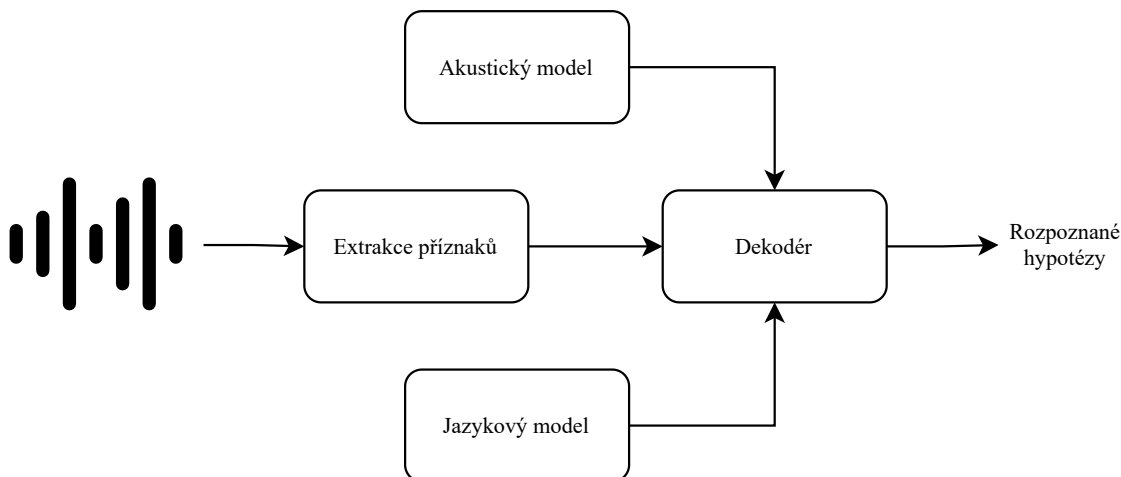 Akustický model
Extrakce příznaků
Dekodér
Rozpoznané
hypotézy
Jazykový model